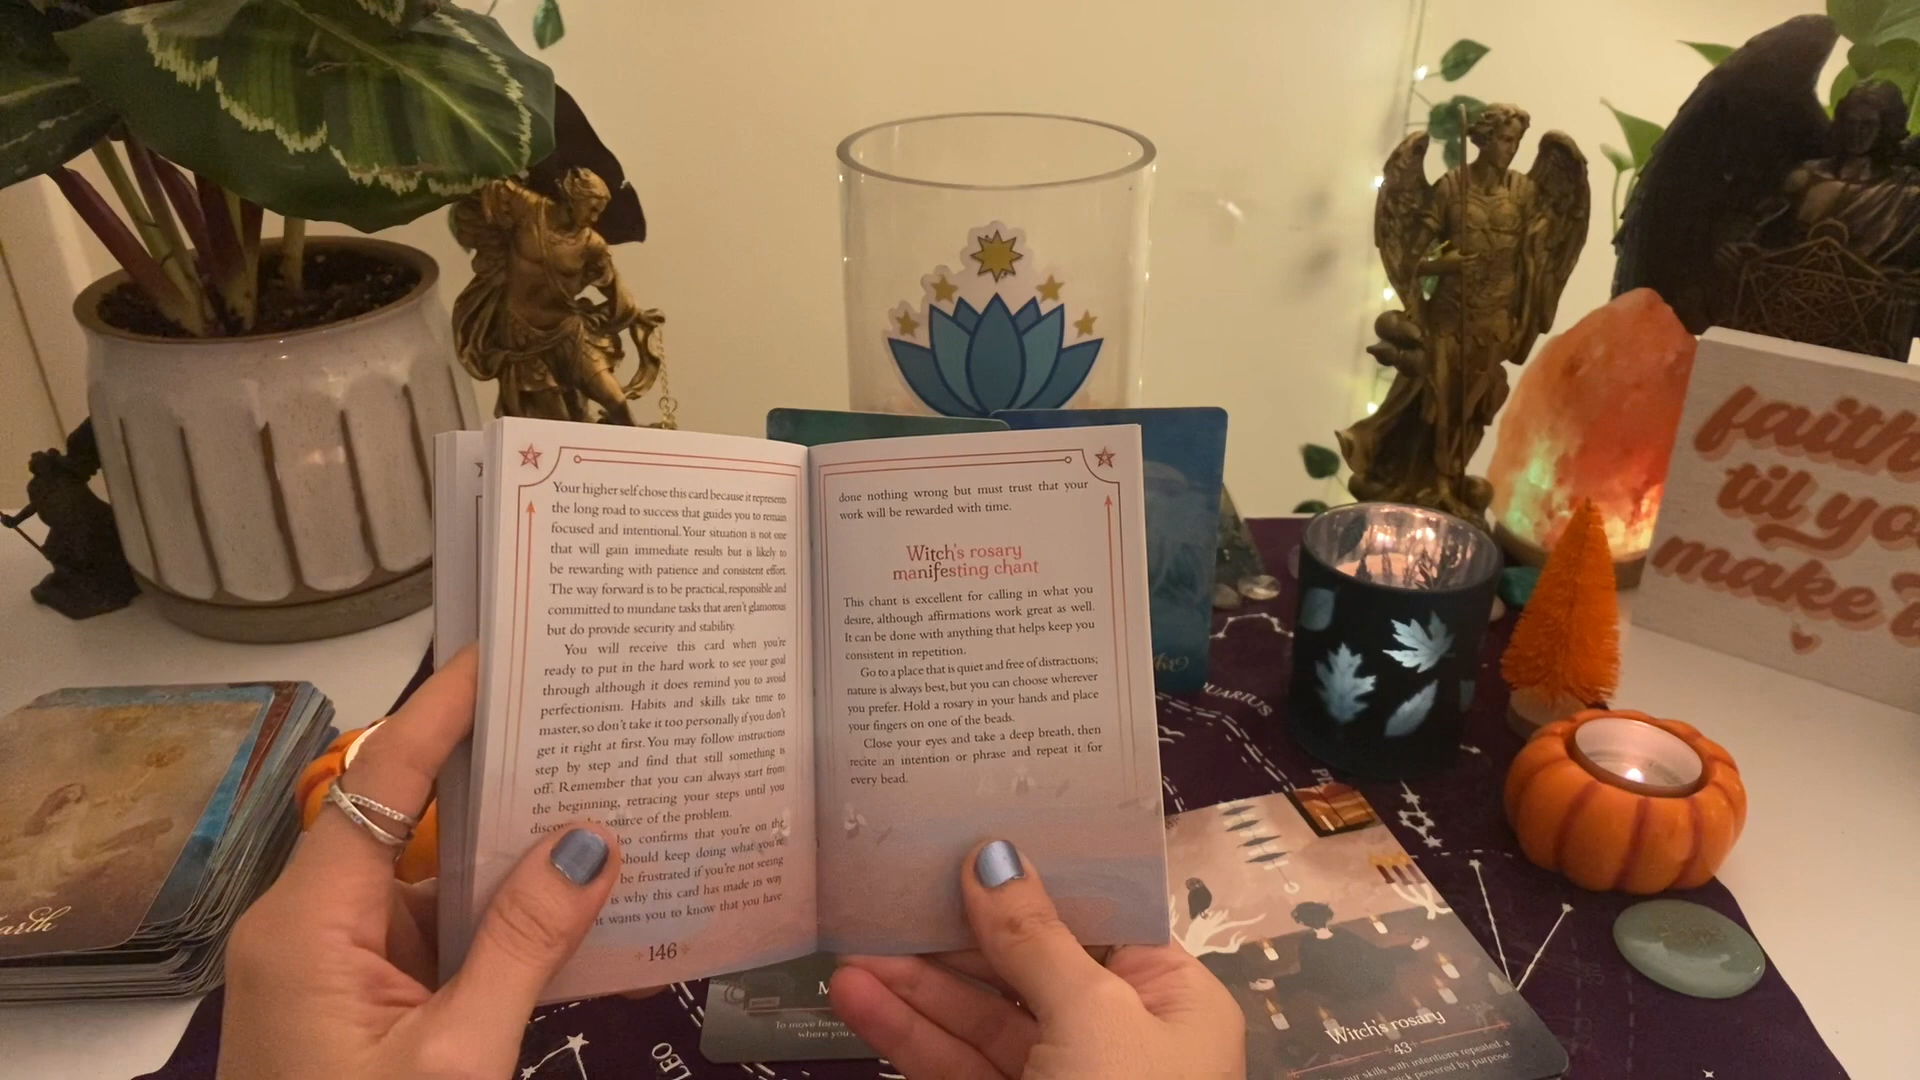 Your higher self chose this card because it represents
the long road to success that guides you to remain
focused and intentional. Your situation is not one
that will gain immediate results but is likely to
be rewarding with patience and consistent effort.
The way forward is to be practical, responsible and
committed to mundane tasks that aren't glamorous
but do provide security and stability.
You will receive this card when you're
ready to put in the hard work to see your goal
through although it does remind you to avoid
perfectionism. Habits and skills take time to
master, so don't take it too personally if you don't
get it right at first. You may follow instructions
step by step and find that still something is
off. Remember that you can always start from
the beginning, retracing your steps until you
source of the problem.
confirms that you're on the
should keep doing what you're
be frustrated if you're not seeing
is why this card has made its way
wants you to know that you have
146
done nothing wrong but must trust that your
work will be rewarded with time.
Witch's rosary
manifesting chant
This chant is excellent for calling in what you
desire, although affirmations work great as well.
It can be done with anything that helps keep you
consistent in repetition.
Go to a place that is quiet and free of distractions;
nature is always best, but you can choose wherever
you prefer. Hold a rosary in your hands and place
your fingers on one of the beads.
Close your eyes and take a deep breath, then
recite an intention or phrase and repeat it for
every bead.
faith
'til you
make
LEO
To move
where you
Witch's rosary
43
your skills with intentions repeated, a
powered by purpose